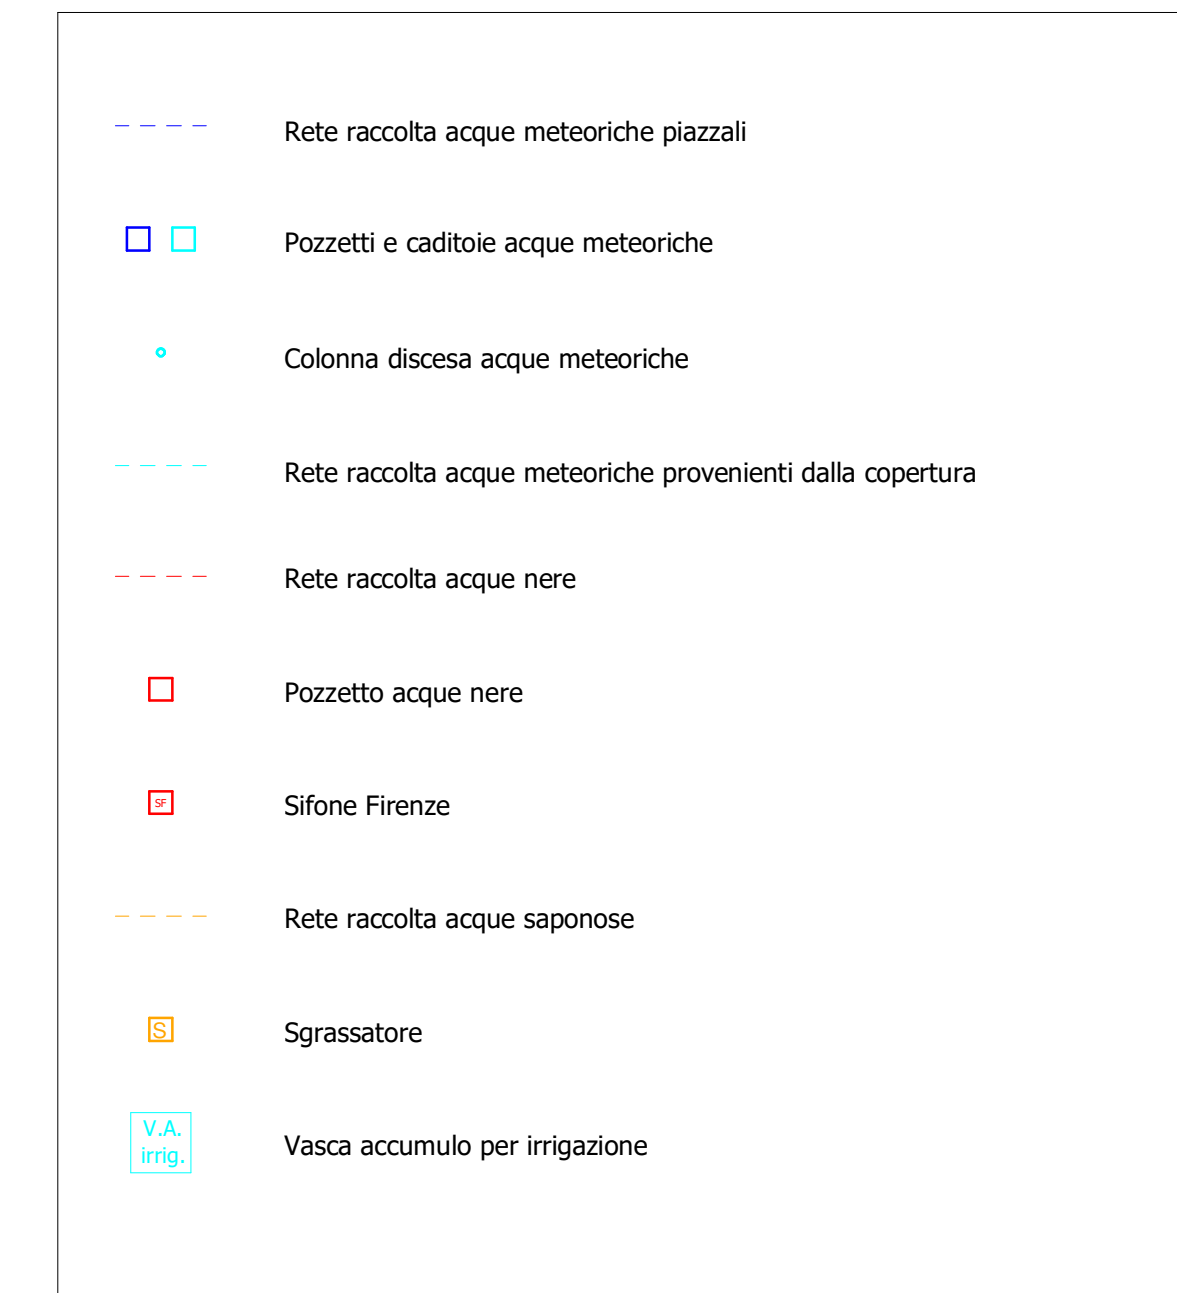 Rete raccolta acque meteoriche piazzali
Pozzetti e caditoie acque meteoriche
Colonna discesa acque meteoriche
Rete raccolta acque meteoriche provenienti dalla copertura
Rete raccolta acque nere
Pozzetto acque nere
SF Sifone Firenze
Rete raccolta acque saponose
S Sgrassatore
V.A.
irrig.
Vasca accumulo per irrigazione